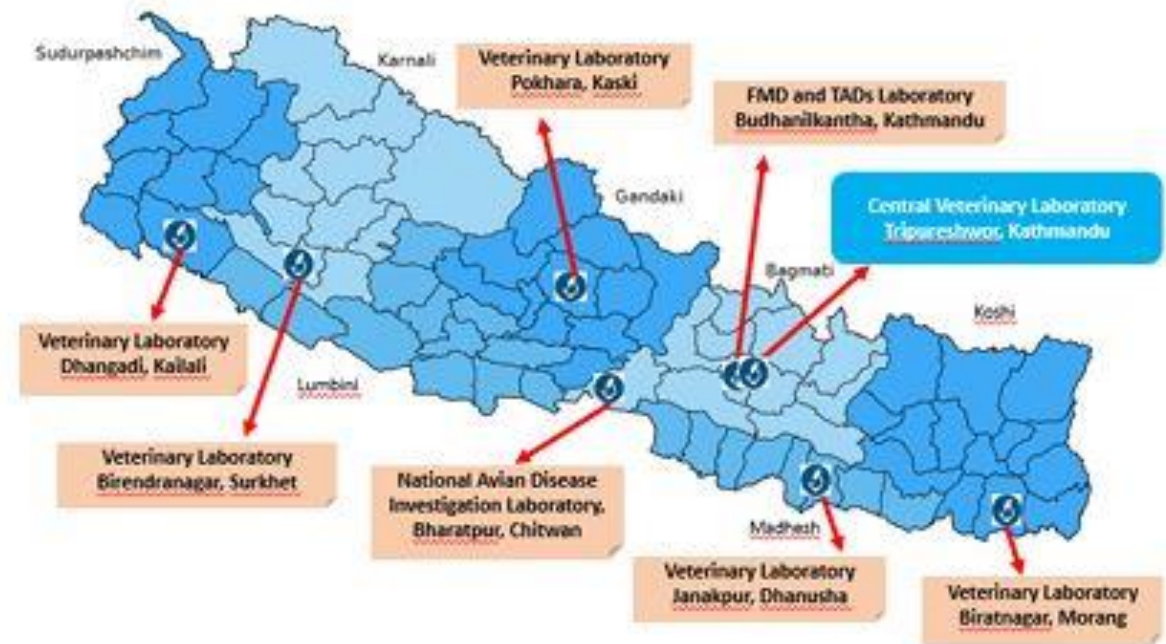 Sudurpashchim
Karnali
Veterinary Laboratory
Pokhara, Kaski
FMD and TADs Laboratory
Budhanilkantha, Kathmandu
Gandaki
Central Veterinary Laboratory
Tripureshwor, Kathmandu
Bagmati
Koshi
Veterinary Laboratory
Dhangadi, Kailali
Lumbini
Veterinary Laboratory
Birendranagar, Surkhet
National Avian Disease
Investigation Laboratory,
Bharatpur, Chitwan
Madhesh
Veterinary Laboratory
Janakpur, Dhanusha
Veterinary Laboratory
Biratnagar, Morang